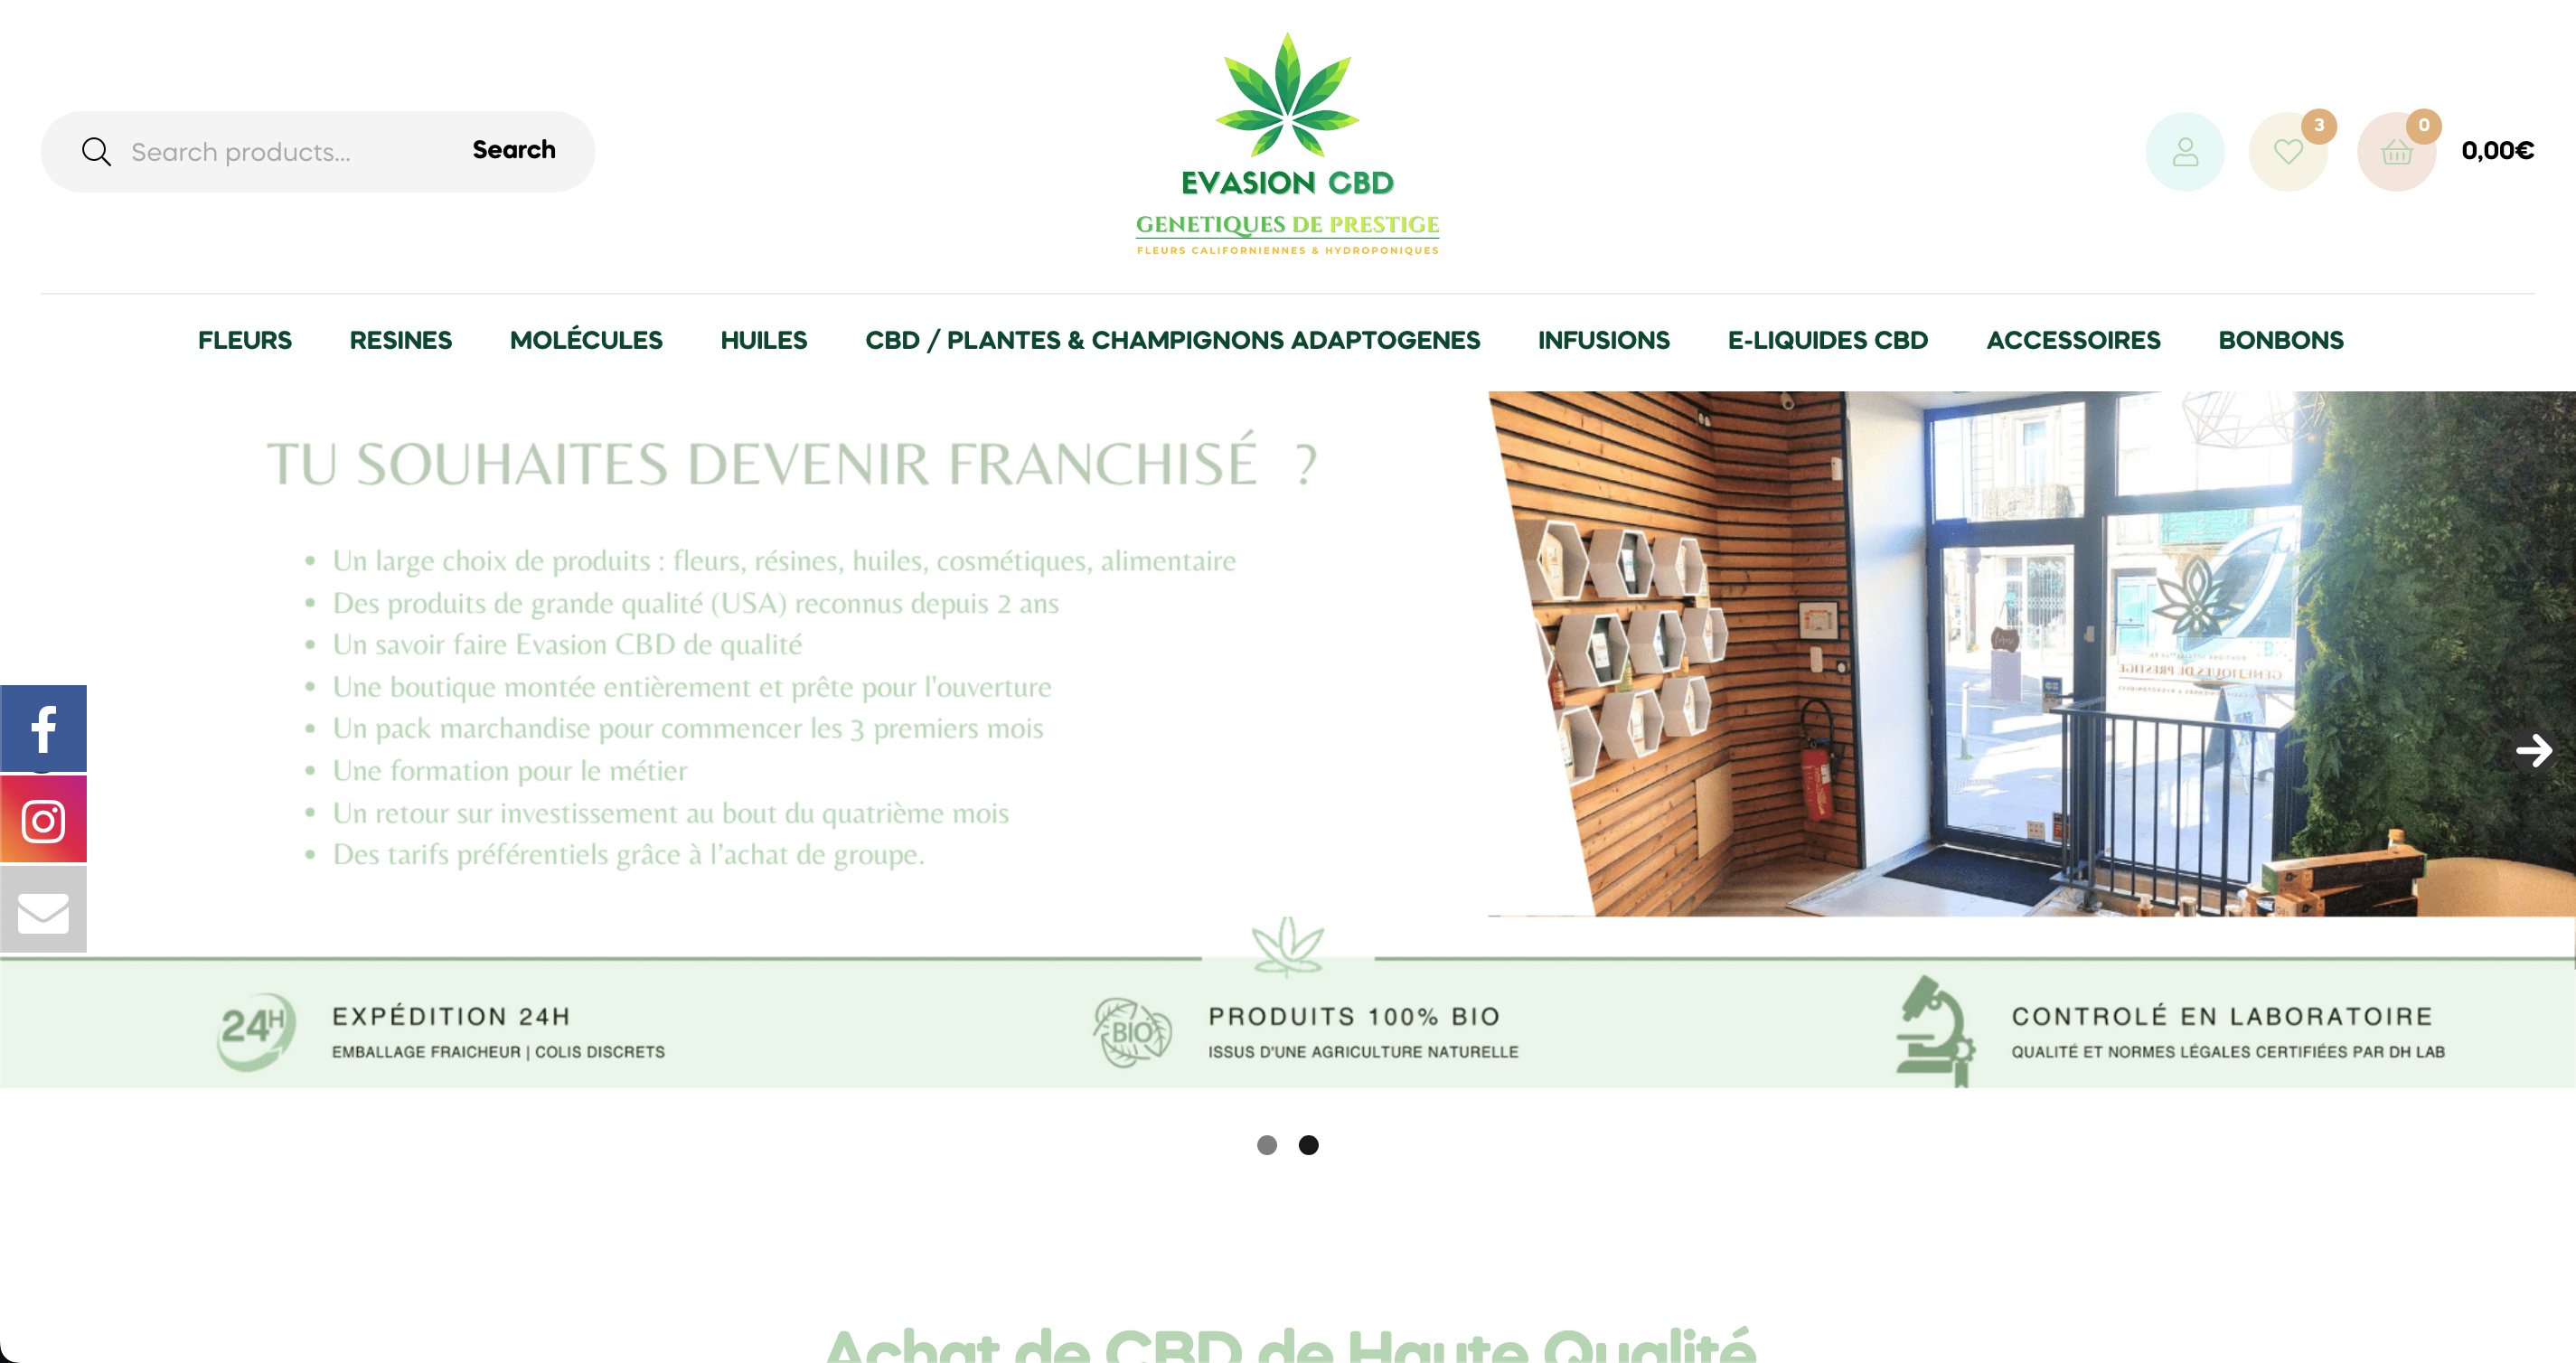 Search products...
Search
EVASION CBD
GENETIQUES DE PRESTIGE
FLEURS CALIFORNIENNES & HYDROPONIQUES
3
0
0,00€
FLEURS
RESINES
MOLÉCULES
HUILES
CBD / PLANTES & CHAMPIGNONS ADAPTOGENES
INFUSIONS
E-LIQUIDES CBD
ACCESSOIRES
BONBONS
TU SOUHAITES DEVENIR FRANCHISÉ ?
• Un large choix de produits : fleurs, résines, huiles, cosmétiques, alimentaire
• Des produits de grande qualité (USA) reconnus depuis 2 ans
• Un savoir faire Evasion CBD de qualité
• Une boutique montée entièrement et prête pour l'ouverture
• Un pack marchandise pour commencer les 3 premiers mois
• Une formation pour le métier
• Un retour sur investissement au bout du quatrième mois
• Des tarifs préférentiels grâce à l’achat de groupe.
GENETIQUES DE PRESTIGE
24H
EXPÉDITION 24H
EMBALLAGE FRAICHEUR | COLIS DISCRETS
BIO
PRODUITS 100% BIO
ISSUS D'UNE AGRICULTURE NATURELLE
CONTROLÉ EN LABORATOIRE
QUALITÉ ET NORMES LÉGALES CERTIFIÉES PAR DH LAB
Achat de CBD de Haute Qualité